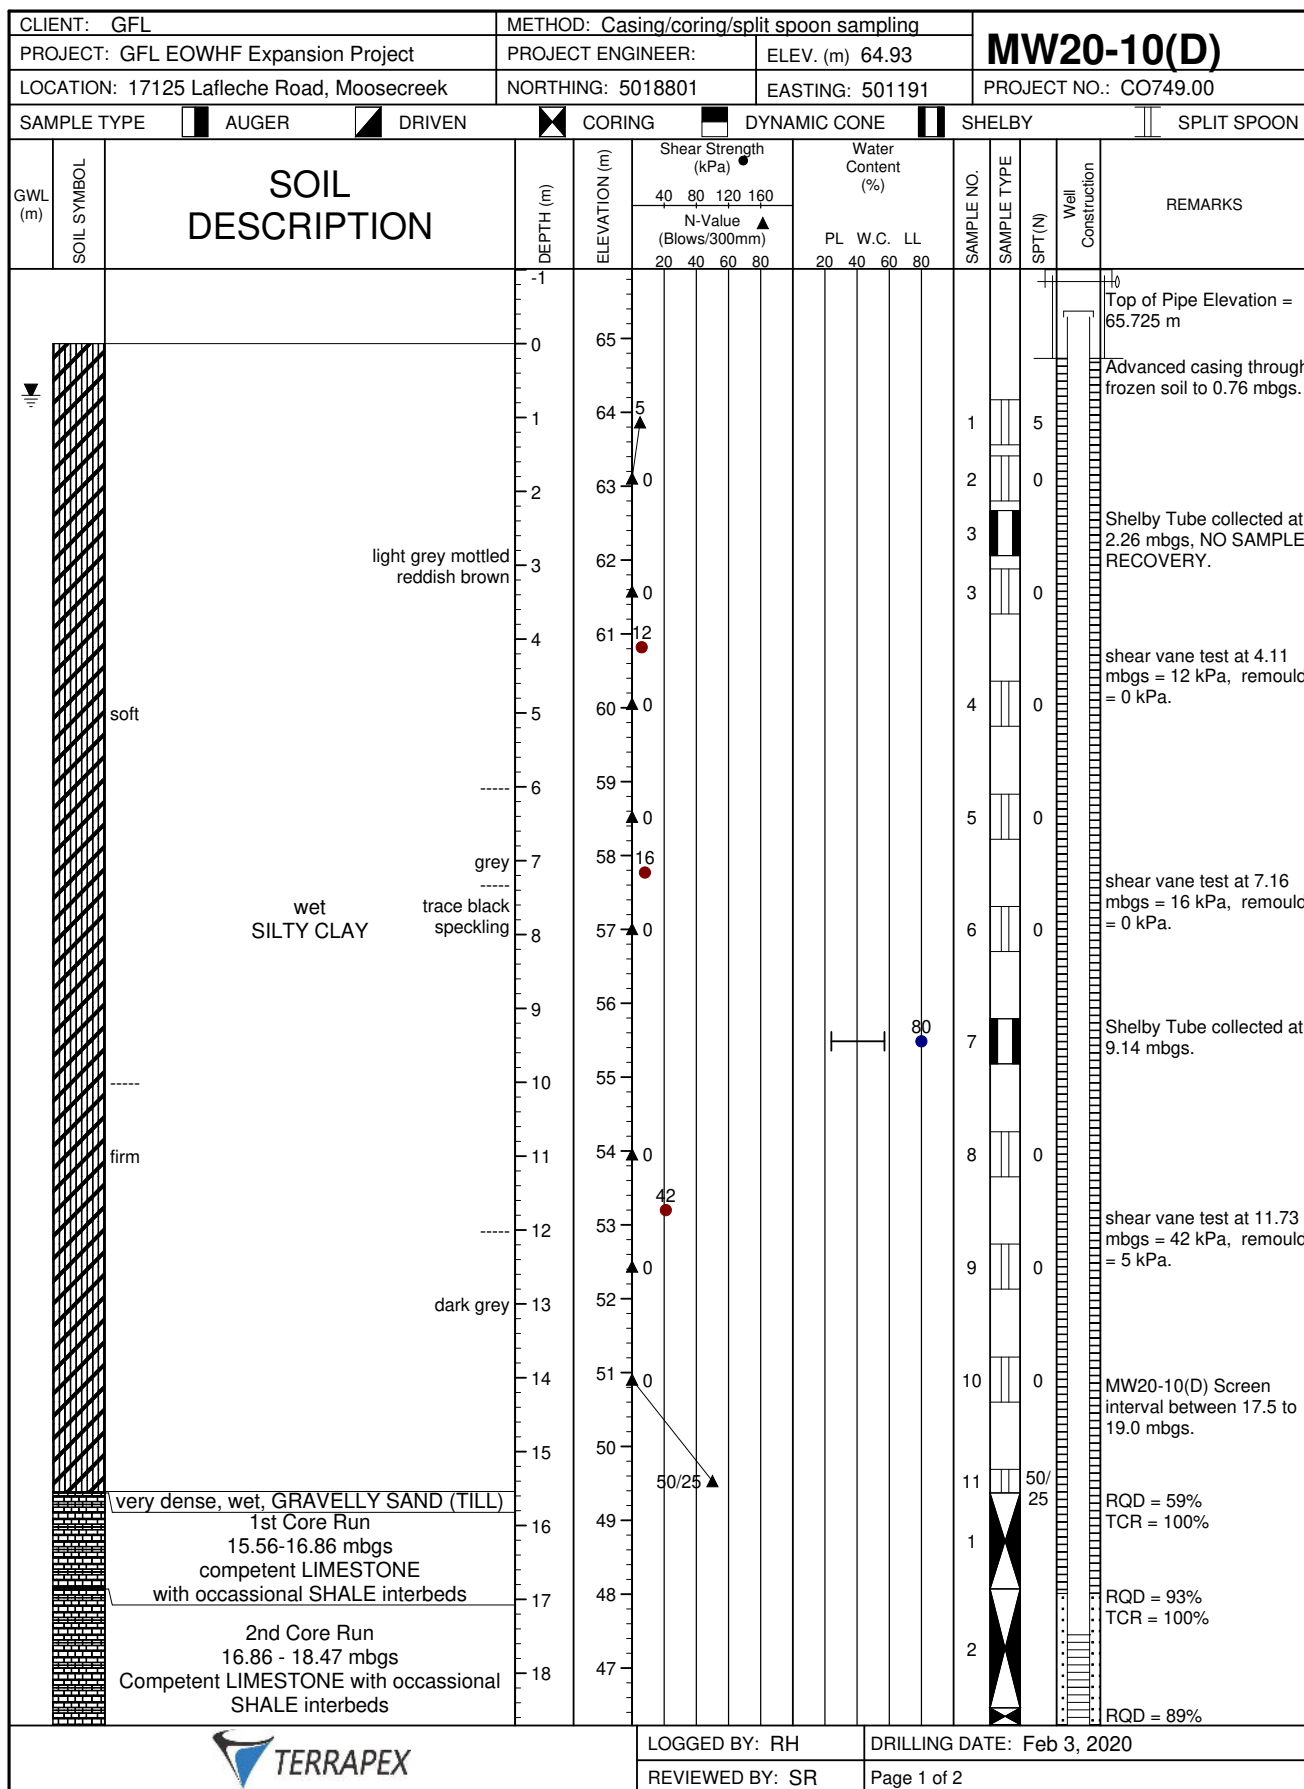 CLIENT: GFL
METHOD: Casing/coring/split spoon sampling
MW20-10(D)
PROJECT: GFL EOWHF Expansion Project
PROJECT ENGINEER:
ELEV. (m) 64.93
LOCATION: 17125 Lafleche Road, Moosecreek
NORTHING: 5018801
EASTING: 501191
PROJECT NO.: CO749.00
SAMPLE TYPE
AUGER
DRIVEN
CORING
DYNAMIC CONE
SHELBY
SPLIT SPOON
GWL
(m)
SOIL SYMBOL
SOIL
DESCRIPTION
DEPTH (m)
ELEVATION (m)
Shear Strength
(kPa)
40 80 120 160
N-Value
(Blows/300mm)
20 40 60 80
Water
Content
(%)
PL W.C. LL
20 40 60 80
SAMPLE NO.
SAMPLE TYPE
SPT(N)
Well
Construction
REMARKS
light grey mottled
reddish brown
soft
-----
grey
-----
trace black
speckling
wet
SILTY CLAY
-----
firm
-----
dark grey
very dense, wet, GRAVELLY SAND (TILL)
1st Core Run
15.56-16.86 mbgs
competent LIMESTONE
with occassional SHALE interbeds
2nd Core Run
16.86 - 18.47 mbgs
Competent LIMESTONE with occassional
SHALE interbeds
-1
0
1
2
3
4
5
6
7
8
9
10
11
12
13
14
15
16
17
18
65
64
63
62
61
60
59
58
57
56
55
54
53
52
51
50
49
48
47
5
0
0
12
0
0
16
0
0
42
0
0
50/25
80
1
2
3
3
4
5
6
7
8
9
10
11
1
2
5
0
0
0
0
0
0
0
0
50/
25
Top of Pipe Elevation =
65.725 m
Advanced casing through
frozen soil to 0.76 mbgs.
Shelby Tube collected at
2.26 mbgs, NO SAMPLE
RECOVERY.
shear vane test at 4.11
mbgs = 12 kPa, remould
= 0 kPa.
shear vane test at 7.16
mbgs = 16 kPa, remould
= 0 kPa.
Shelby Tube collected at
9.14 mbgs.
shear vane test at 11.73
mbgs = 42 kPa, remould
= 5 kPa.
MW20-10(D) Screen
interval between 17.5 to
19.0 mbgs.
RQD = 59%
TCR = 100%
RQD = 93%
TCR = 100%
RQD = 89%
TERRAPEX
LOGGED BY: RH
DRILLING DATE: Feb 3, 2020
REVIEWED BY: SR
Page 1 of 2